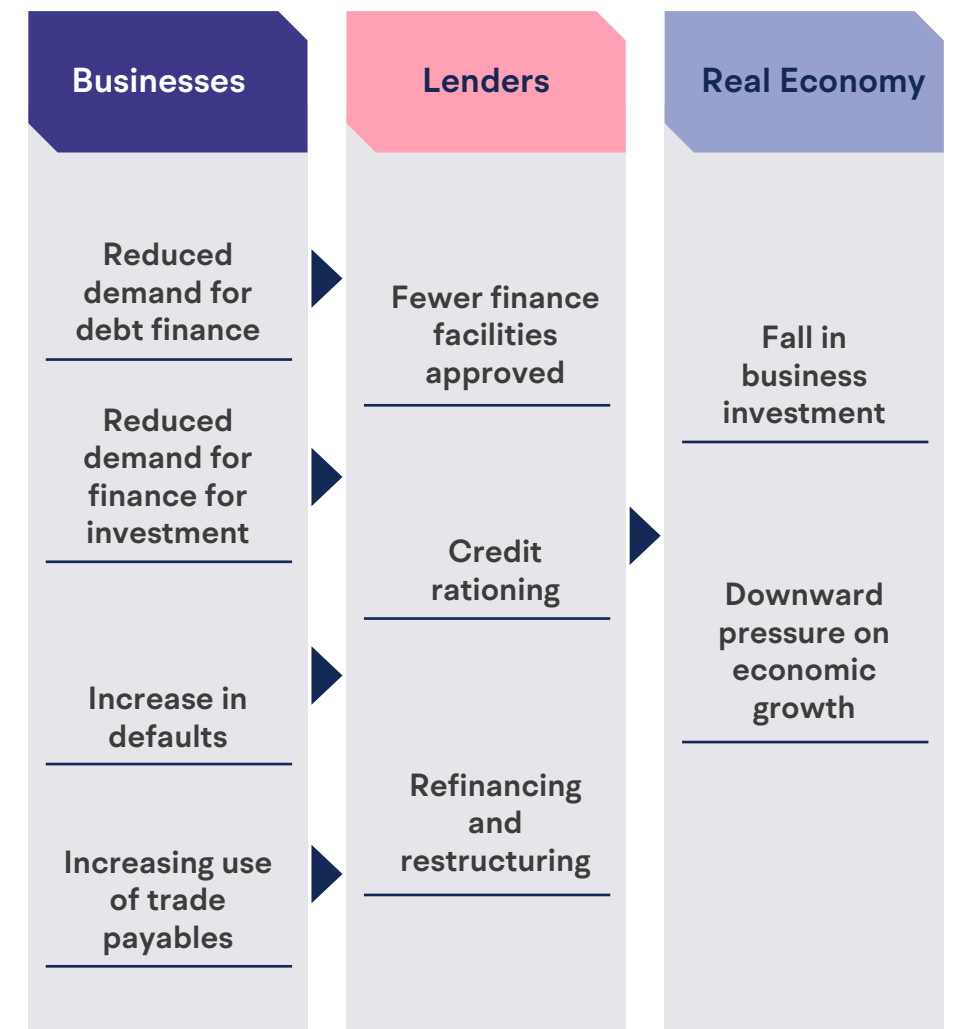 Businesses
Reduced
demand for
debt finance
Reduced
demand for
finance for
investment
Increase in
defaults
Increasing use
of trade
payables
Lenders
Fewer finance
facilities
approved
Credit
rationing
Refinancing
and
restructuring
Real Economy
Fall in
business
investment
Downward
pressure on
economic
growth